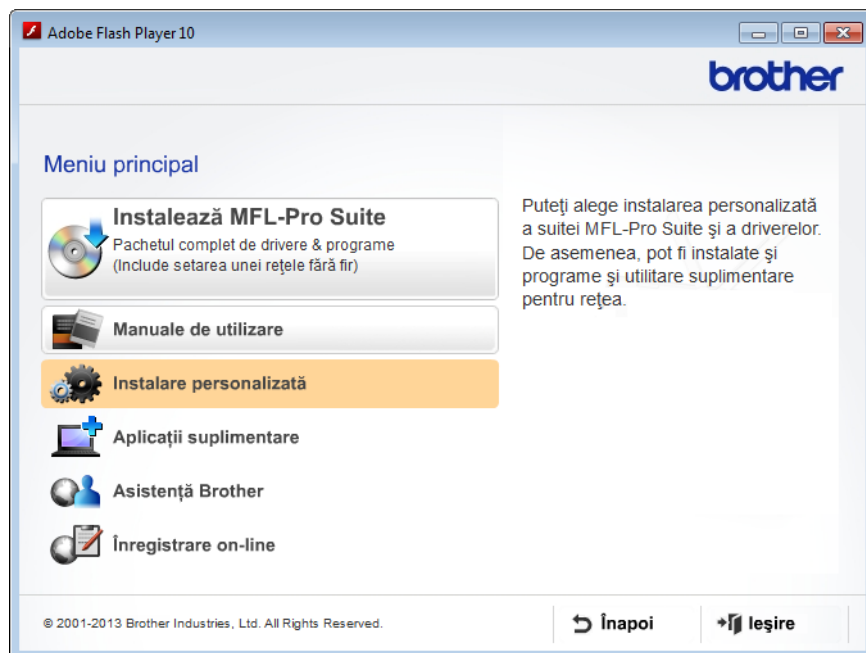 Adobe Flash Player 10
brother
Meniu principal
Instalează MFL-Pro Suite
Pachetul complet de drivere & programe
(Include setarea unei reţele fără fir)
Manuale de utilizare
Instalare personalizată
Aplicaţii suplimentare
Asistenţă Brother
Înregistrare on-line
Puteţi alege instalarea personalizată
a suitei MFL-Pro Suite şi a driverelor.
De asemenea, pot fi instalate şi
programe şi utilitare suplimentare
pentru reţea.
© 2001-2013 Brother Industries, Ltd. All Rights Reserved.
Înapoi
Ieşire